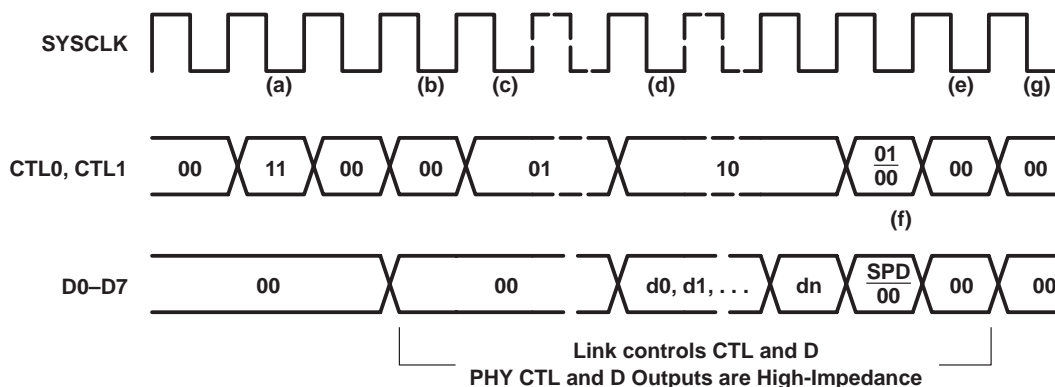 SYSCLK
(a) (b) (c) (d) (e) (g)
CTL0, CTL1 00 11 00 00 01 10 01 00 00
00
(f)
D0–D7 00 00 d0, d1, . . . dn SPD 00 00
00
Link controls CTL and D
PHY CTL and D Outputs are High-Impedance